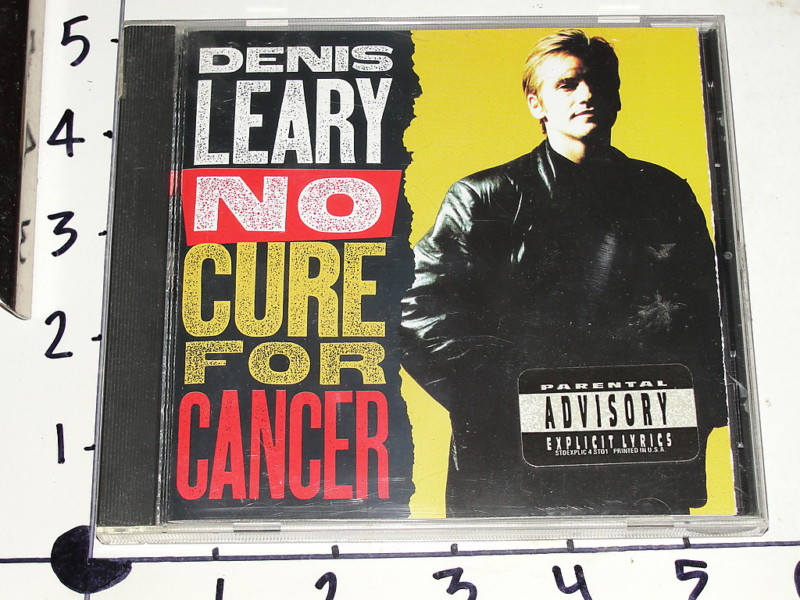 DENIS
LEARY
NO
CURE
FOR
CANCER
PARENTAL
ADVISORY
EXPLICIT LYRICS
STDEXPLIC 4 ST01 PRINTED IN U.S.A.
5
4
3
2
1
1
2
3
4
5